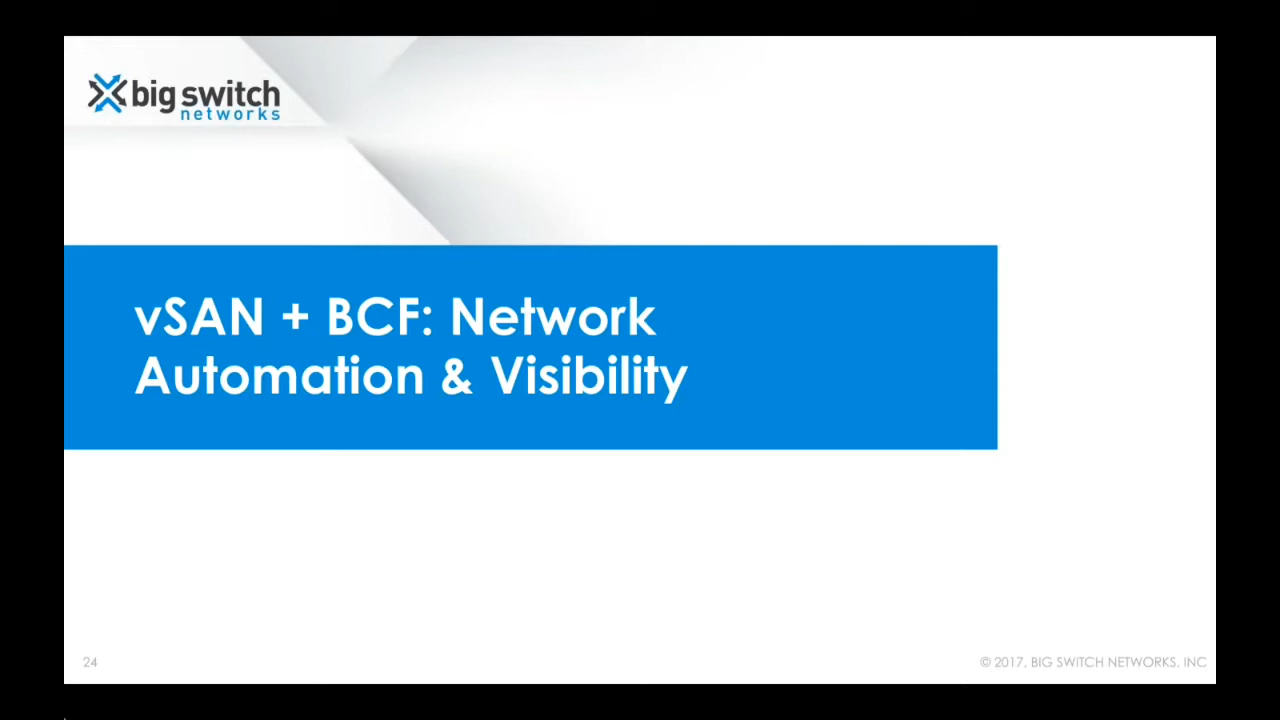 big switch
networks
vSAN + BCF: Network
Automation & Visibility
24
© 2017, BIG SWITCH NETWORKS, INC